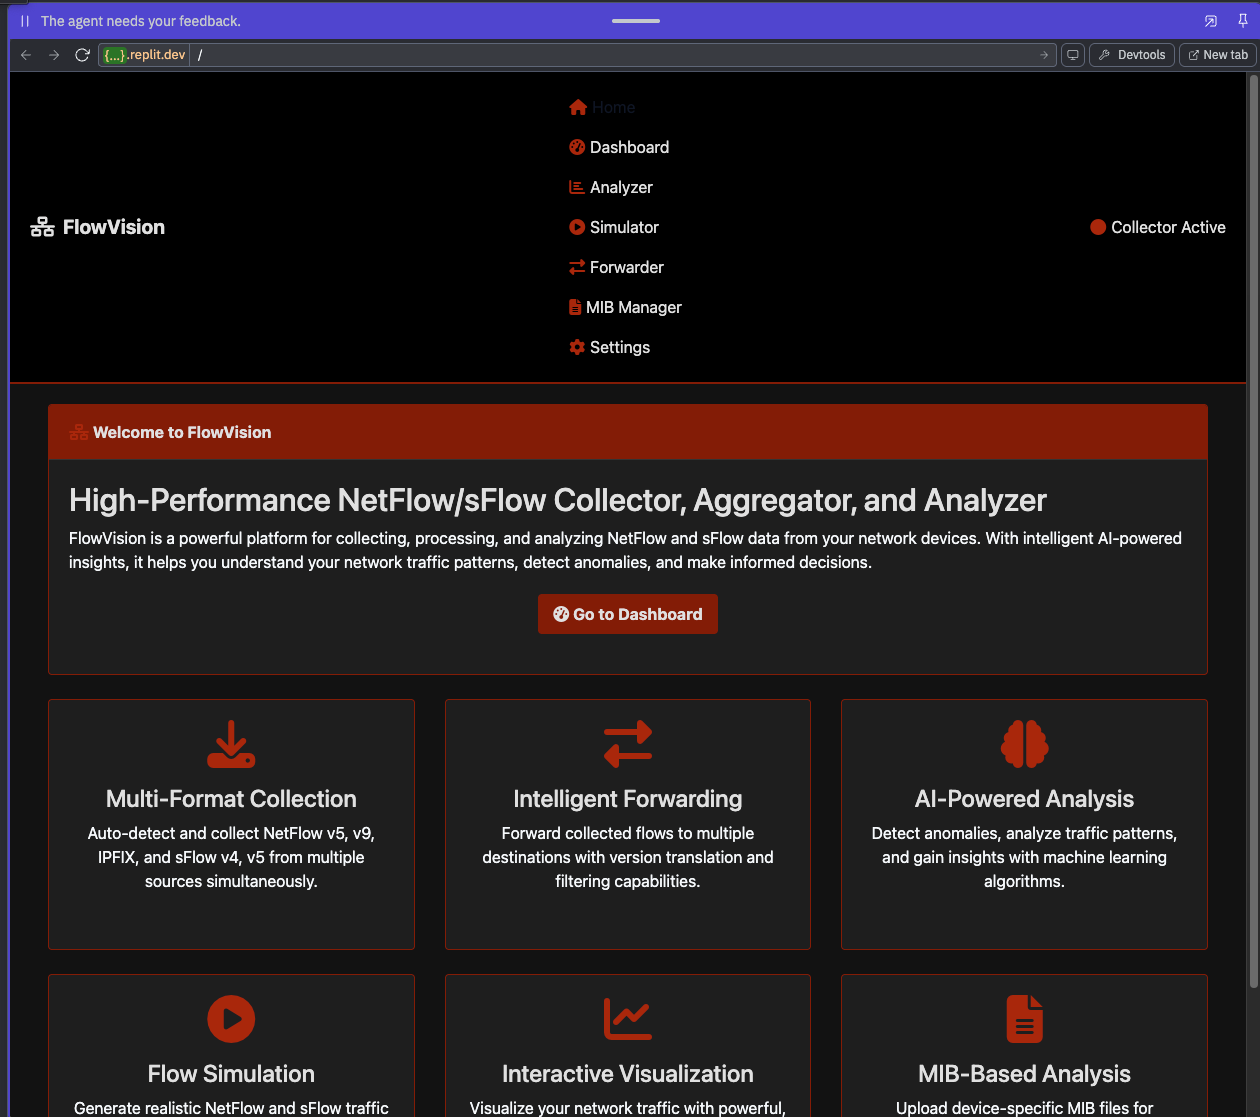 The agent needs your feedback.
{...}.replit.dev /
Devtools
New tab
Home
Dashboard
Analyzer
Simulator
Forwarder
MIB Manager
Settings
FlowVision
Collector Active
Welcome to FlowVision
High-Performance NetFlow/sFlow Collector, Aggregator, and Analyzer
FlowVision is a powerful platform for collecting, processing, and analyzing NetFlow and sFlow data from your network devices. With intelligent AI-powered
insights, it helps you understand your network traffic patterns, detect anomalies, and make informed decisions.
Go to Dashboard
Multi-Format Collection
Auto-detect and collect NetFlow v5, v9,
IPFIX, and sFlow v4, v5 from multiple
sources simultaneously.
Intelligent Forwarding
Forward collected flows to multiple
destinations with version translation and
filtering capabilities.
AI-Powered Analysis
Detect anomalies, analyze traffic patterns,
and gain insights with machine learning
algorithms.
Flow Simulation
Generate realistic NetFlow and sFlow traffic
Interactive Visualization
Visualize your network traffic with powerful,
MIB-Based Analysis
Upload device-specific MIB files for